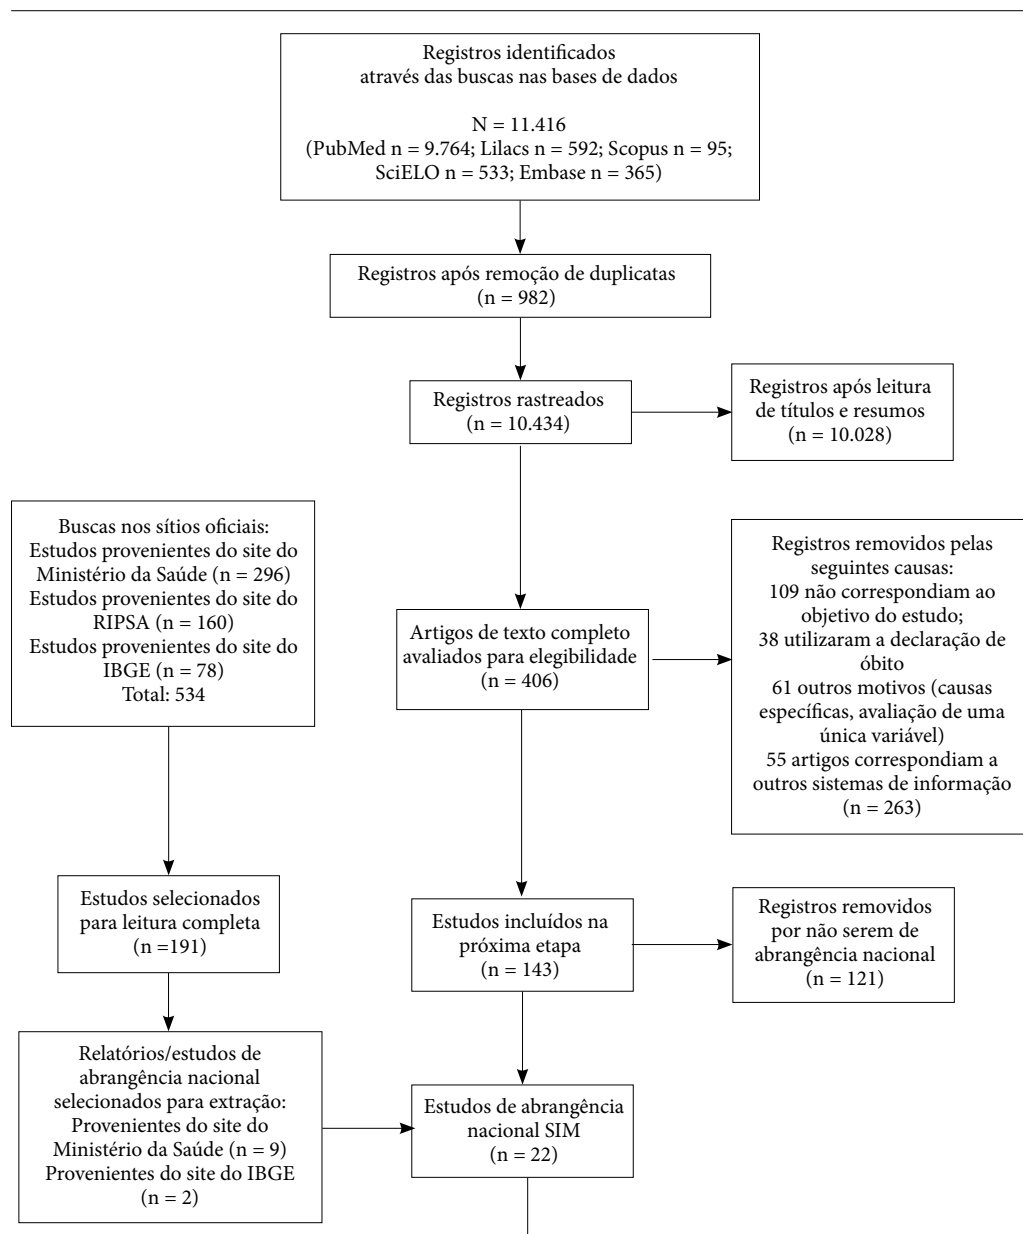 Registros identificados
através das buscas nas bases de dados
N = 11.416
(PubMed n = 9.764; Lilacs n = 592; Scopus n = 95;
SciELO n = 533; Embase n = 365)
Registros após remoção de duplicatas
(n = 982)
Registros rastreados
(n = 10.434)
Registros após leitura
de títulos e resumos
(n = 10.028)
Buscas nos sítios oficiais:
Estudos provenientes do site do
Ministério da Saúde (n = 296)
Estudos provenientes do site do
RIPSA (n = 160)
Estudos provenientes do site do
IBGE (n = 78)
Total: 534
Artigos de texto completo
avaliados para elegibilidade
(n = 406)
Registros removidos pelas
seguintes causas:
109 não correspondiam ao
objetivo do estudo;
38 utilizaram a declaração de
óbito
61 outros motivos (causas
específicas, avaliação de uma
única variável)
55 artigos correspondiam a
outros sistemas de informação
(n = 263)
Estudos selecionados
para leitura completa
(n =191)
Estudos incluídos na
próxima etapa
(n = 143)
Registros removidos
por não serem de
abrangência nacional
(n = 121)
Relatórios/estudos de
abrangência nacional
selecionados para extração:
Provenientes do site do
Ministério da Saúde (n = 9)
Provenientes do site do IBGE
(n = 2)
Estudos de abrangência
nacional SIM
(n = 22)